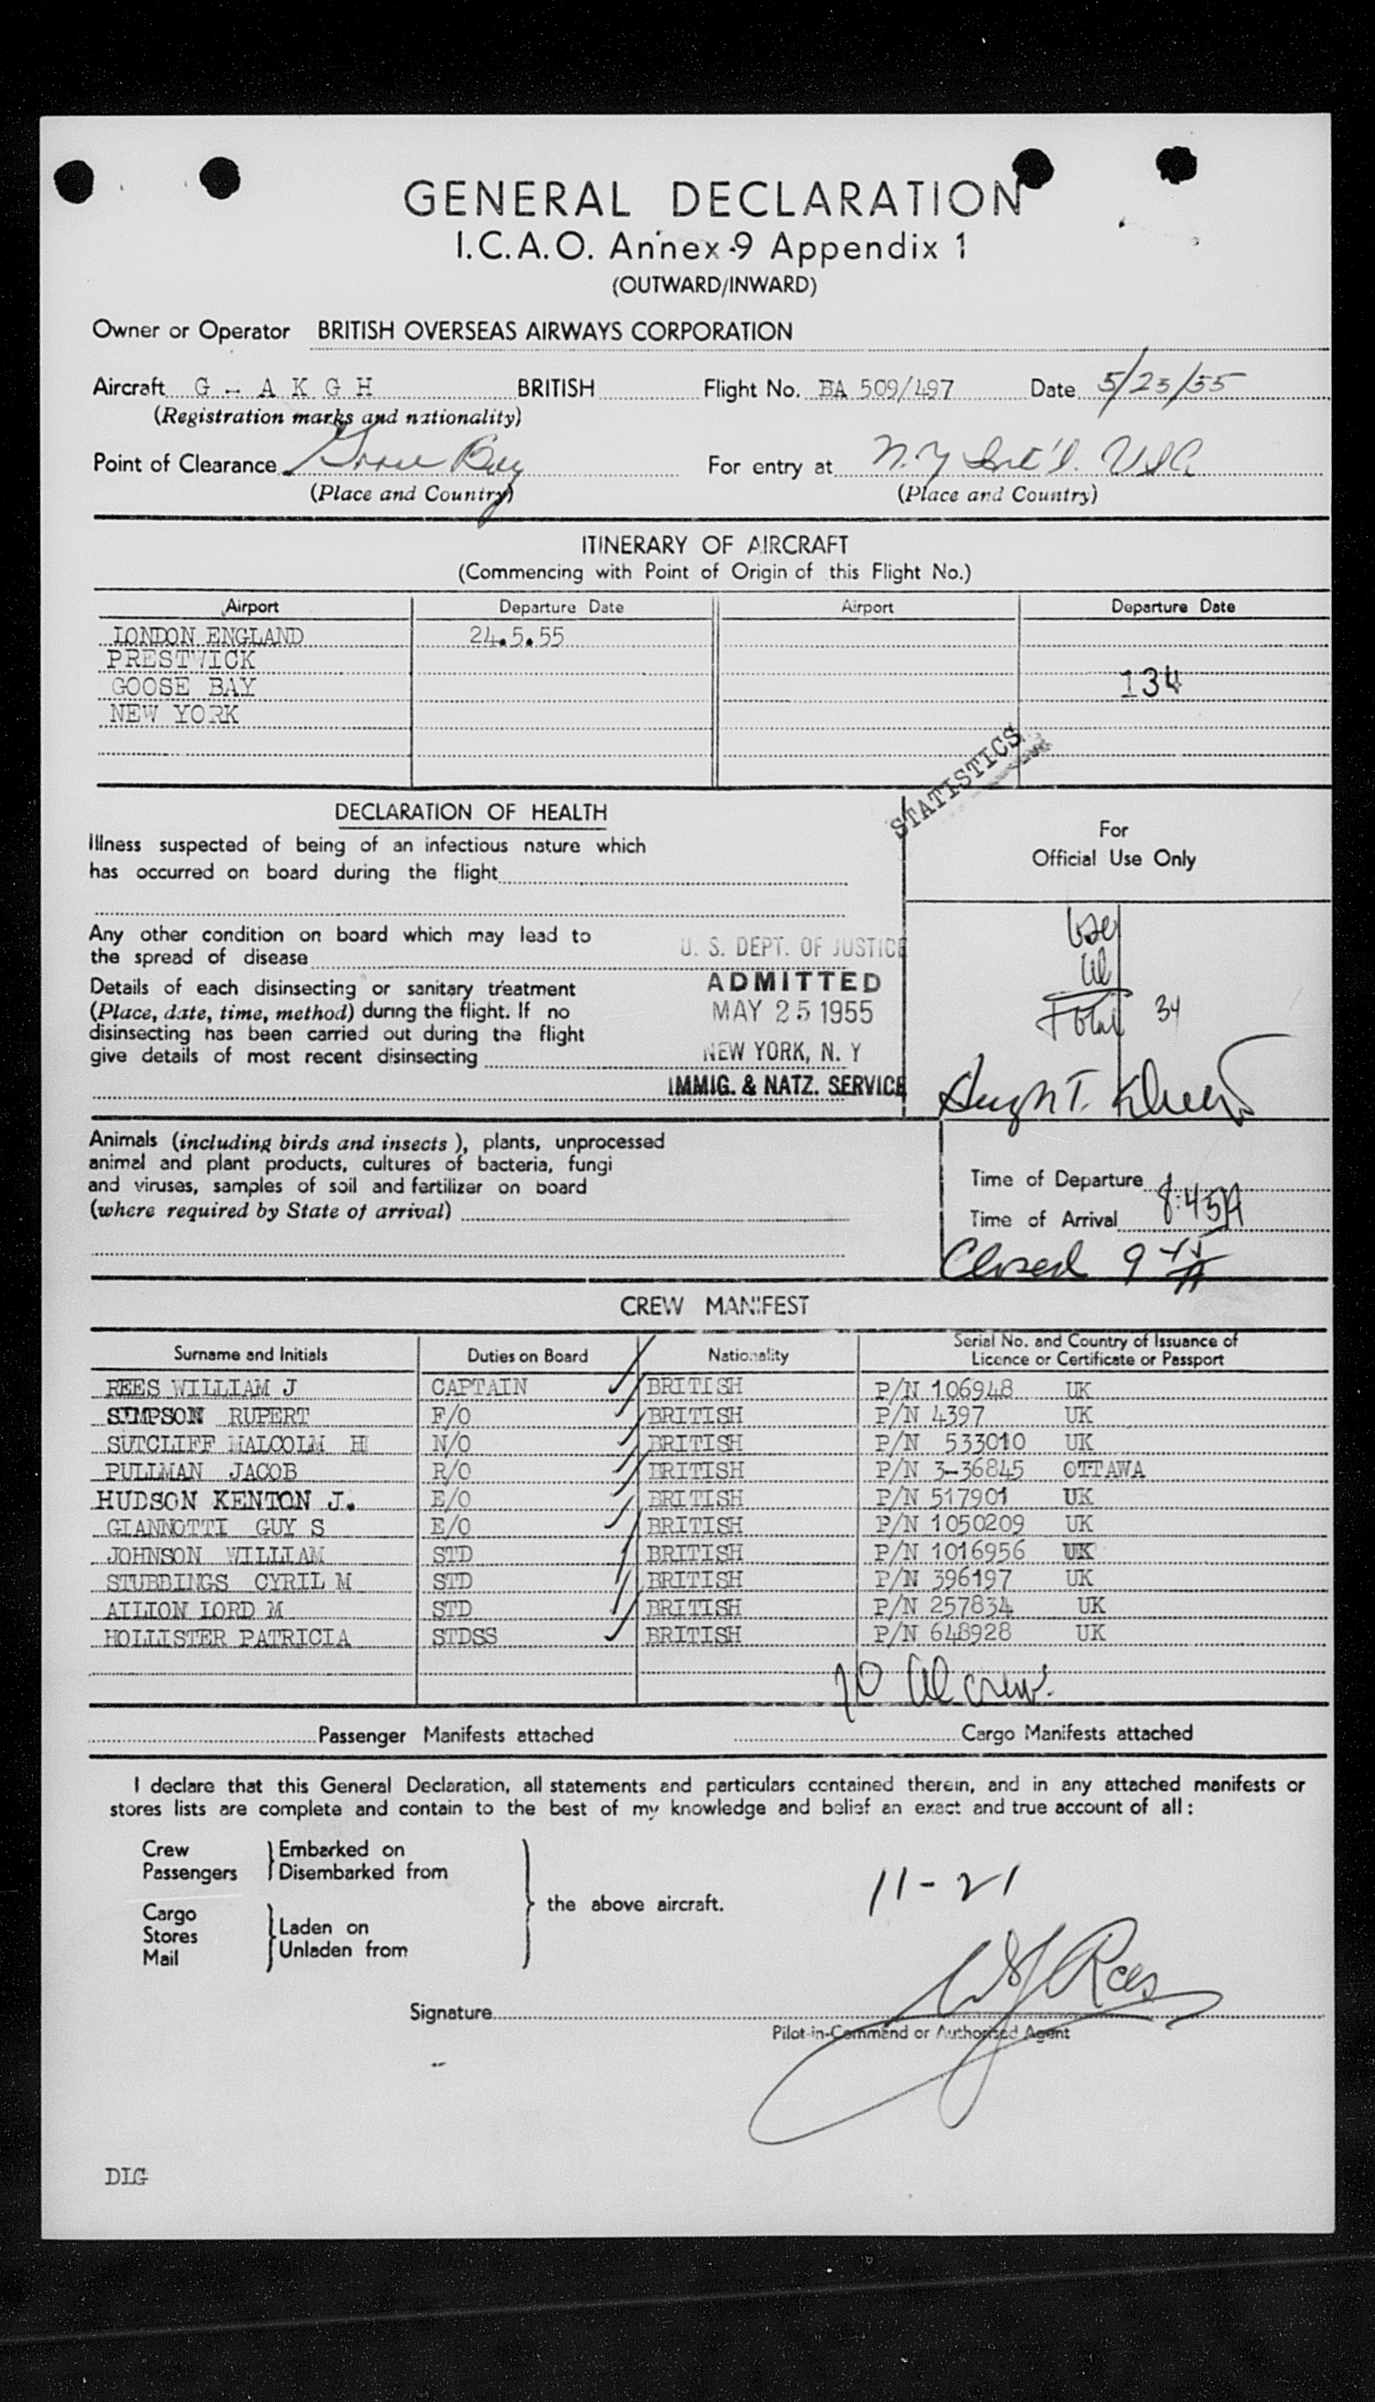 GENERAL DECLARATION
I.C.A.O. Annex 9 Appendix 1
(OUTWARD/INWARD)
Owner or Operator BRITISH OVERSEAS AIRWAYS CORPORATION
Aircraft G - A K G H BRITISH Flight No. BA 509/497 Date 5/25/55
(Registration marks and nationality)
Point of Clearance Goose Bay For entry at N.Y Int'l. USA
(Place and Country) (Place and Country)
ITINERARY OF AIRCRAFT
(Commencing with Point of Origin of this Flight No.)
Airport Departure Date Airport Departure Date
LONDON ENGLAND 24.5.55
PRESTWICK
GOOSE BAY 134
NEW YORK
STATISTICS
DECLARATION OF HEALTH
For
Official Use Only
Illness suspected of being of an infectious nature which
has occurred on board during the flight
Any other condition on board which may lead to
the spread of disease
U. S. DEPT. OF JUSTICE
ADMITTED
MAY 25 1955
NEW YORK, N. Y
IMMIG. & NATZ. SERVICE
Details of each disinsecting or sanitary treatment
(Place, date, time, method) during the flight. If no
disinsecting has been carried out during the flight
give details of most recent disinsecting
Total 34
Hugh T.
Animals (including birds and insects), plants, unprocessed
animal and plant products, cultures of bacteria, fungi
and viruses, samples of soil and fertilizer on board
(where required by State of arrival)
Time of Departure
Time of Arrival 8:45A
Closed 9
CREW MANIFEST
Surname and Initials Duties on Board Nationality Serial No. and Country of Issuance of Licence or Certificate or Passport
REES WILLIAM J CAPTAIN BRITISH P/N 106948 UK
SIMPSON RUPERT F/O BRITISH P/N 4397 UK
SUTCLIFF MALCOLM H N/O BRITISH P/N 533010 UK
PULLMAN JACOB R/O BRITISH P/N 3-36845 OTTAWA
HUDSON KENTON J. E/O BRITISH P/N 517901 UK
GIANNOTTI GUY S E/O BRITISH P/N 1050209 UK
JOHNSON WILLIAM STD BRITISH P/N 1016956 UK
STUBBINGS CYRIL M STD BRITISH P/N 396197 UK
AILION LORD M STD BRITISH P/N 257834 UK
HOLLISTER PATRICIA STDSS BRITISH P/N 648928 UK
10 al crew.
Passenger Manifests attached Cargo Manifests attached
I declare that this General Declaration, all statements and particulars contained therein, and in any attached manifests or
stores lists are complete and contain to the best of my knowledge and belief an exact and true account of all :
Crew
Passengers
Embarked on
Disembarked from
Cargo
Stores
Mail
Laden on
Unladen from
the above aircraft.
11-21
Signature WJ Rees
Pilot-in-Command or Authorised Agent
DLG